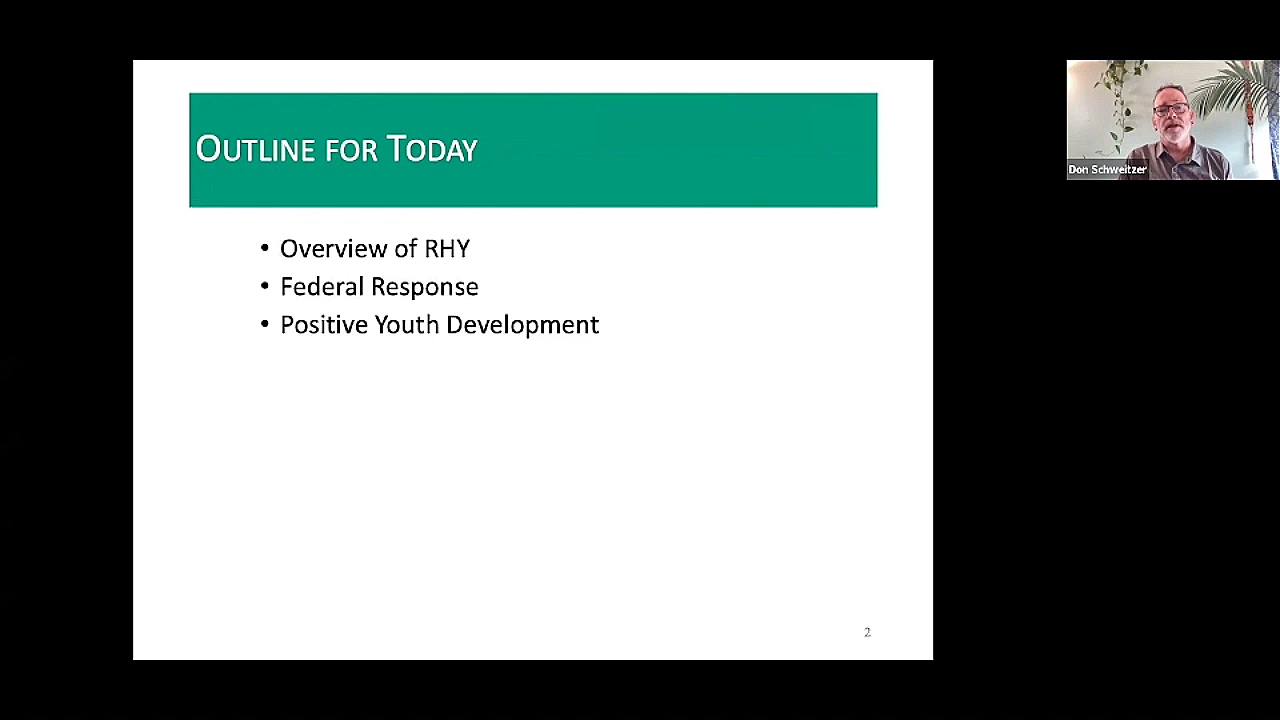 OUTLINE FOR TODAY
• Overview of RHY
• Federal Response
• Positive Youth Development
2
Don Schweitzer